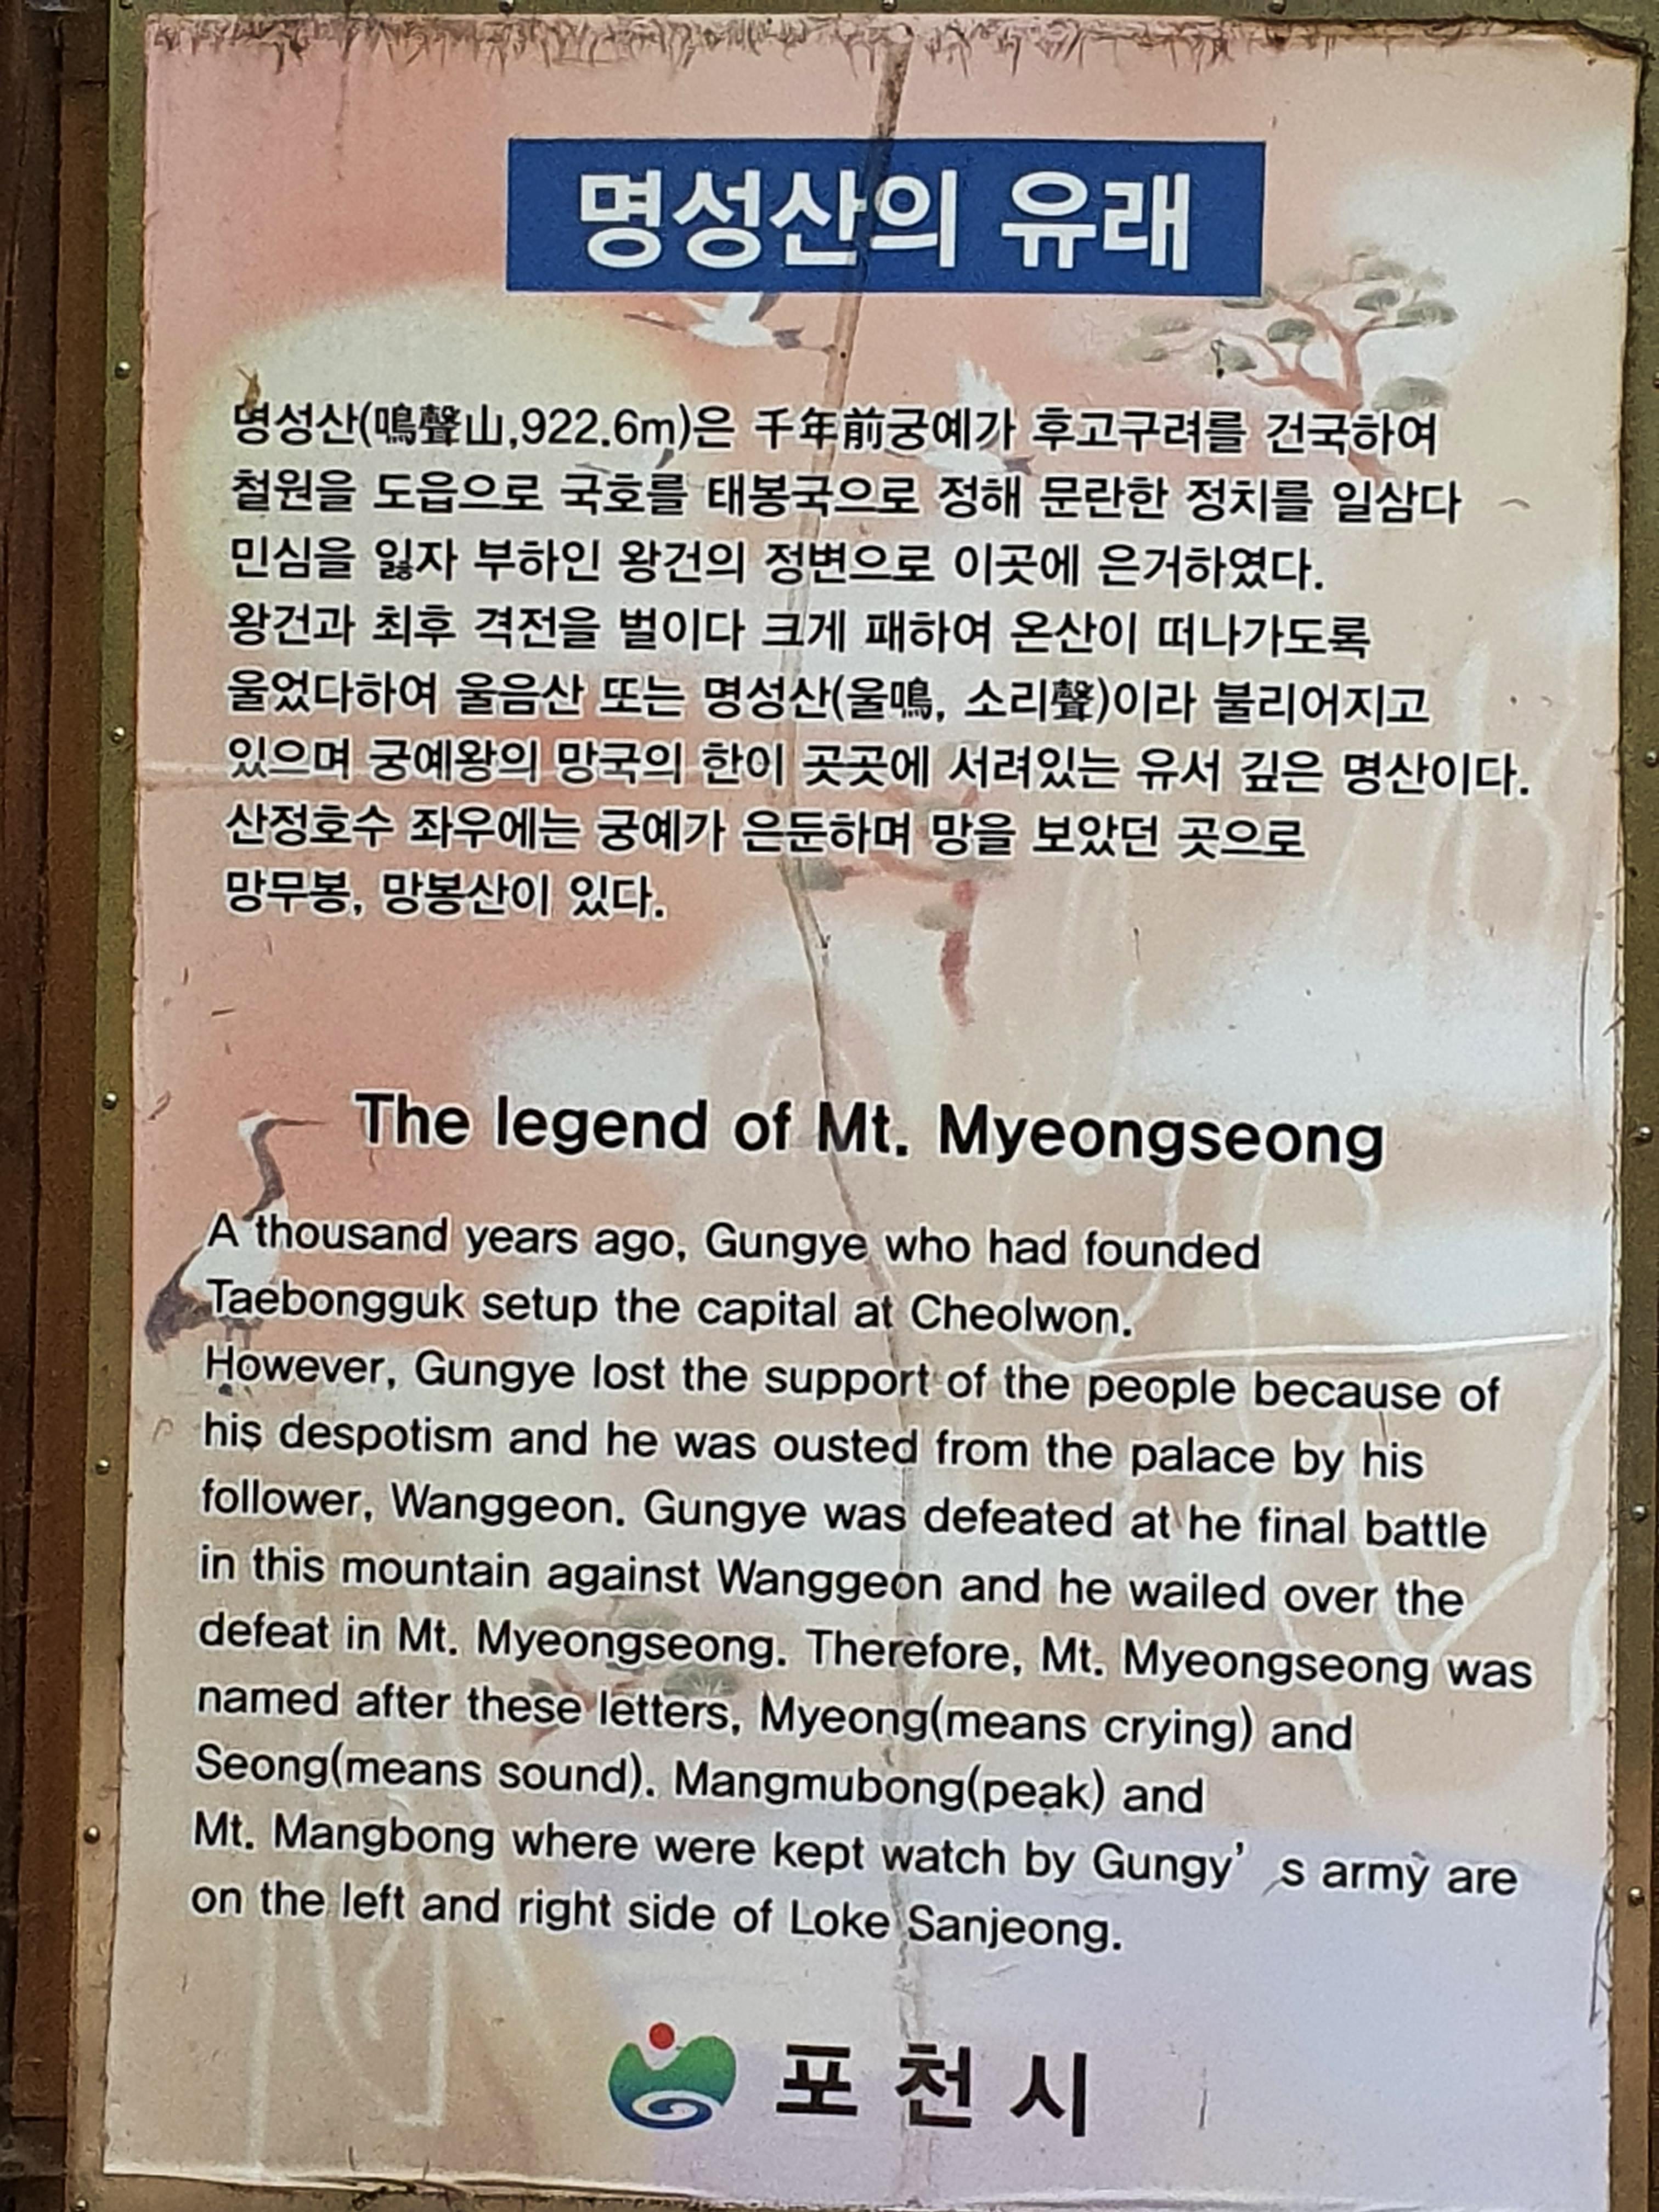 명성산의 유래
명성산(鳴聲山,922.6m)은 千年前궁예가 후고구려를 건국하여
철원을 도읍으로 국호를 태봉국으로 정해 문란한 정치를 일삼다
민심을 잃자 부하인 왕건의 정변으로 이곳에 은거하였다.
왕건과 최후 격전을 벌이다 크게 패하여 온산이 떠나가도록
울었다하여 울음산 또는 명성산(울鳴, 소리聲)이라 불리어지고
있으며 궁예왕의 망국의 한이 곳곳에 서려있는 유서 깊은 명산이다.
산정호수 좌우에는 궁예가 은둔하며 망을 보았던 곳으로
망무봉, 망봉산이 있다.
The legend of Mt. Myeongseong
A thousand years ago, Gungye who had founded
Taebongguk setup the capital at Cheolwon.
However, Gungye lost the support of the people because of
his despotism and he was ousted from the palace by his
follower, Wanggeon. Gungye was defeated at he final battle
in this mountain against Wanggeon and he wailed over the
defeat in Mt. Myeongseong. Therefore, Mt. Myeongseong was
named after these letters, Myeong(means crying) and
Seong(means sound). Mangmubong(peak) and
Mt. Mangbong where were kept watch by Gungy’ s army are
on the left and right side of Loke Sanjeong.
포천시